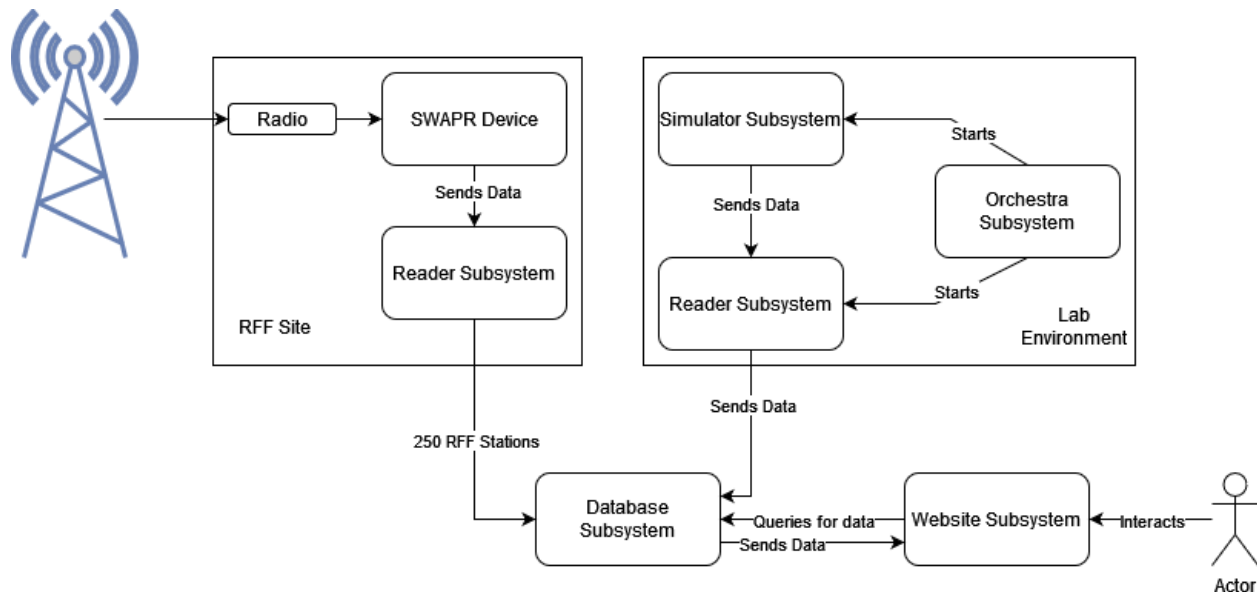 Radio
SWAPR Device
Sends Data
Reader Subsystem
RFF Site
Simulator Subsystem
Starts
Orchestra
Subsystem
Sends Data
Reader Subsystem
Starts
Lab
Environment
Sends Data
250 RFF Stations
Database
Subsystem
Queries for data
Sends Data
Website Subsystem
Interacts
Actor